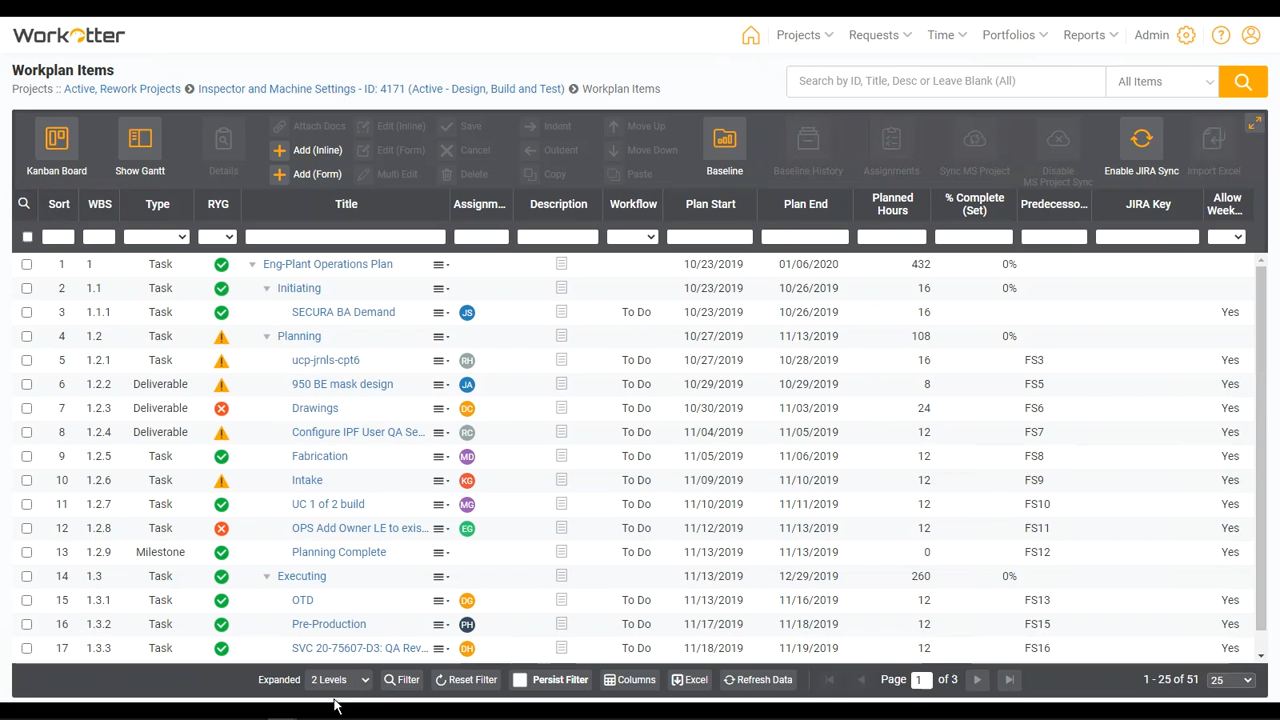 WorkOtter
Projects Requests Time Portfolios Reports Admin
Workplan Items
Projects :: Active, Rework Projects Inspector and Machine Settings - ID: 4171 (Active - Design, Build and Test) Workplan Items
Search by ID, Title, Desc or Leave Blank (All) All Items
Attach Docs Edit (Inline) Save Indent Move Up
Add (Inline) Edit (Form) Cancel Outdent Move Down
Add (Form) Multi Edit Delete Copy Paste
Kanban Board Show Gantt Details Baseline Baseline History Assignments Sync MS Project Disable MS Project Sync Enable JIRA Sync Import Excel
Sort WBS Type RYG Title Assignm... Description Workflow Plan Start Plan End Planned Hours % Complete (Set) Predecesso... JIRA Key Allow Week...
1 1 Task Eng-Plant Operations Plan 10/23/2019 01/06/2020 432 0%
2 1.1 Task Initiating 10/23/2019 10/26/2019 16 0%
3 1.1.1 Task SECURA BA Demand JS To Do 10/23/2019 10/26/2019 16 Yes
4 1.2 Task Planning 10/27/2019 11/13/2019 108 0%
5 1.2.1 Task ucp-jrnls-cpt6 RH To Do 10/27/2019 10/28/2019 16 FS3 Yes
6 1.2.2 Deliverable 950 BE mask design JA To Do 10/29/2019 10/29/2019 8 FS5 Yes
7 1.2.3 Deliverable Drawings DC To Do 10/30/2019 11/03/2019 24 FS6 Yes
8 1.2.4 Deliverable Configure IPF User QA Se... RC To Do 11/04/2019 11/05/2019 12 FS7 Yes
9 1.2.5 Task Fabrication MD To Do 11/05/2019 11/06/2019 12 FS8 Yes
10 1.2.6 Task Intake KG To Do 11/09/2019 11/10/2019 12 FS9 Yes
11 1.2.7 Task UC 1 of 2 build MG To Do 11/10/2019 11/11/2019 12 FS10 Yes
12 1.2.8 Task OPS Add Owner LE to exis... EG To Do 11/12/2019 11/13/2019 12 FS11 Yes
13 1.2.9 Milestone Planning Complete To Do 11/13/2019 11/13/2019 0 FS12 Yes
14 1.3 Task Executing 11/13/2019 12/29/2019 260 0%
15 1.3.1 Task OTD DG To Do 11/13/2019 11/16/2019 12 FS13 Yes
16 1.3.2 Task Pre-Production PH To Do 11/17/2019 11/18/2019 12 FS15 Yes
17 1.3.3 Task SVC 20-75607-D3: QA Rev... DH To Do 11/18/2019 11/19/2019 12 FS16 Yes
Expanded 2 Levels Filter Reset Filter Persist Filter Columns Excel Refresh Data Page 1 of 3 1 - 25 of 51 25